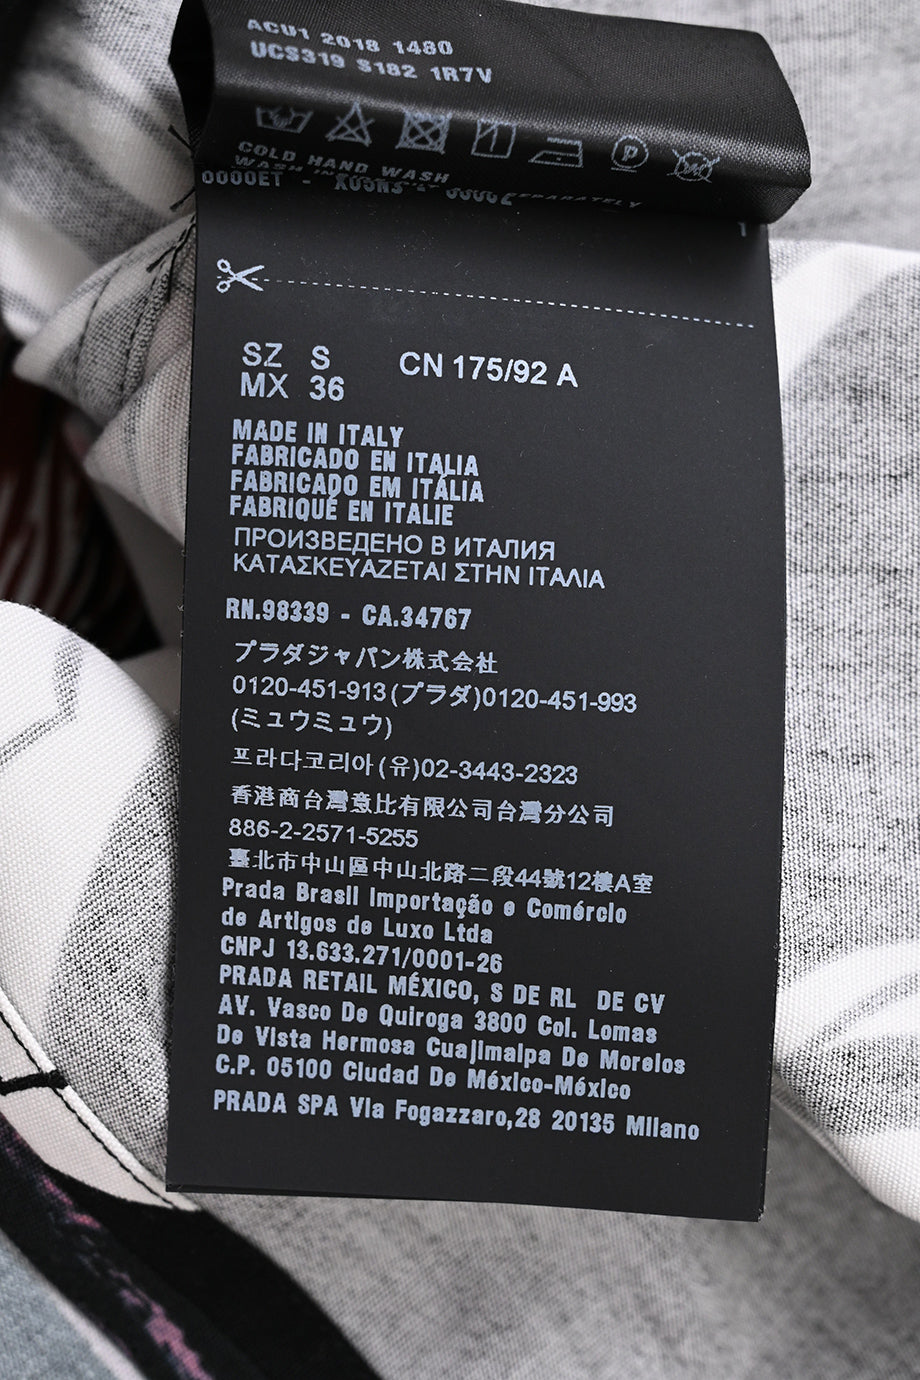 ACU1 2018 1480
UCS319 S182 1R7V
COLD HAND WASH
SZ S CN 175/92 A
MX 36
MADE IN ITALY
FABRICADO EN ITALIA
FABRICADO EM ITÁLIA
FABRIQUÉ EN ITALIE
ПРОИЗВЕДЕНО В ИТАЛИЯ
ΚΑΤΑΣΚΕΥΑΖΕΤΑΙ ΣΤΗΝ ΙΤΑΛΙΑ
RN.98339 - CA.34767
プラダジャパン株式会社
0120-451-913(プラダ)0120-451-993
(ミュウミュウ)
프라다코리아(유)02-3443-2323
香港商台灣意比有限公司台灣分公司
886-2-2571-5255
臺北市中山區中山北路二段44號12樓A室
Prada Brasil Importação e Comércio
de Artigos de Luxo Ltda
CNPJ 13.633.271/0001-26
PRADA RETAIL MÉXICO, S DE RL DE CV
AV. Vasco De Quiroga 3800 Col. Lomas
De Vista Hermosa Cuajimalpa De Morelos
C.P. 05100 Ciudad De México-México
PRADA SPA Via Fogazzaro,28 20135 Milano